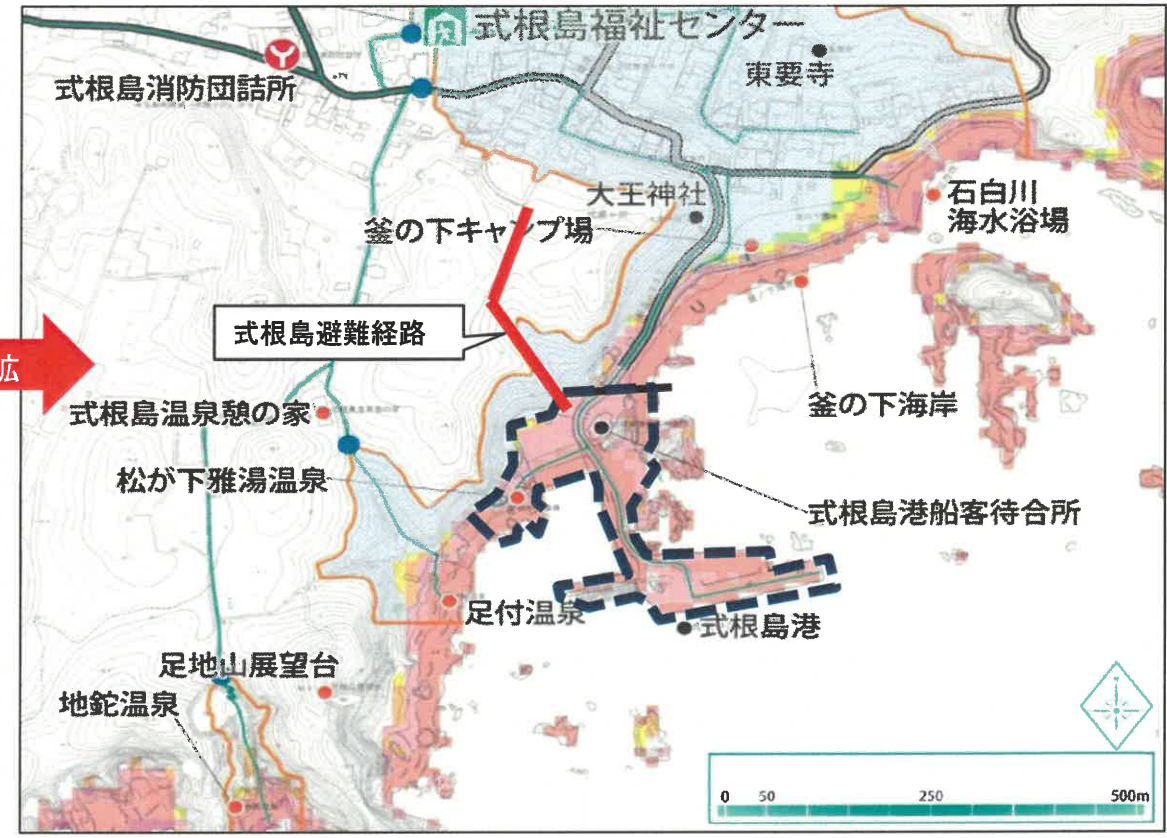 式根島福祉センター
東要寺
式根島消防団詰所
大王神社
石白川
海水浴場
釜の下キャンプ場
式根島避難経路
拡
釜の下海岸
式根島温泉憩の家
松が下雅湯温泉
式根島港船客待合所
足付温泉
式根島港
足地山展望台
地鉈温泉
0 50 250 500m